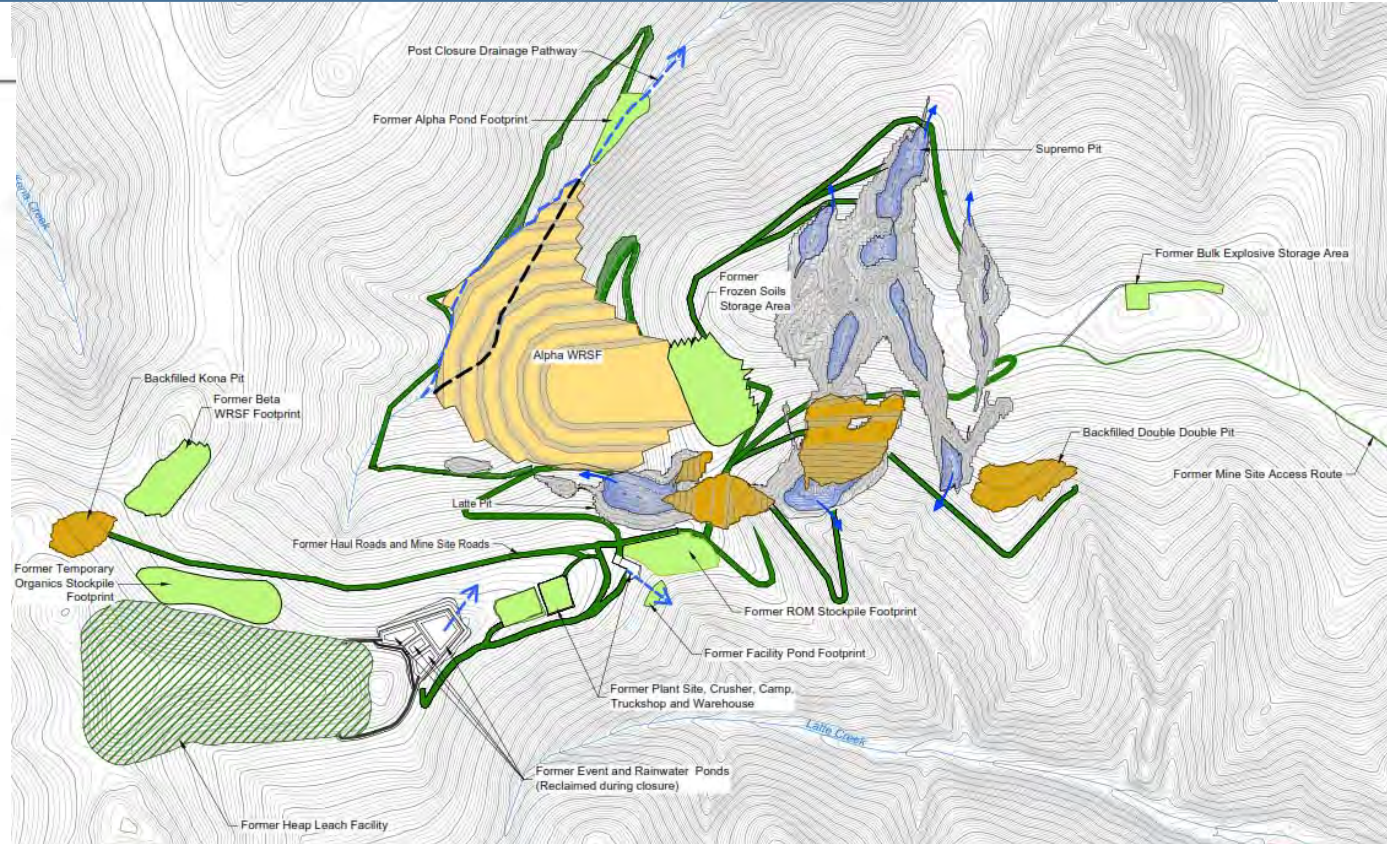 Post Closure Drainage Pathway
Former Alpha Pond Footprint
Supremo Pit
Kona Creek
Former Bulk Explosive Storage Area
Former
Frozen Soils
Storage Area
Alpha WRSF
Backfilled Kona Pit
Former Beta
WRSF Footprint
Backfilled Double Double Pit
Former Mine Site Access Route
Latte Pit
Former Haul Roads and Mine Site Roads
Former Temporary
Organics Stockpile
Footprint
Former ROM Stockpile Footprint
Former Facility Pond Footprint
Former Plant Site, Crusher, Camp,
Truckshop and Warehouse
Latte Creek
Former Event and Rainwater Ponds
(Reclaimed during closure)
Former Heap Leach Facility